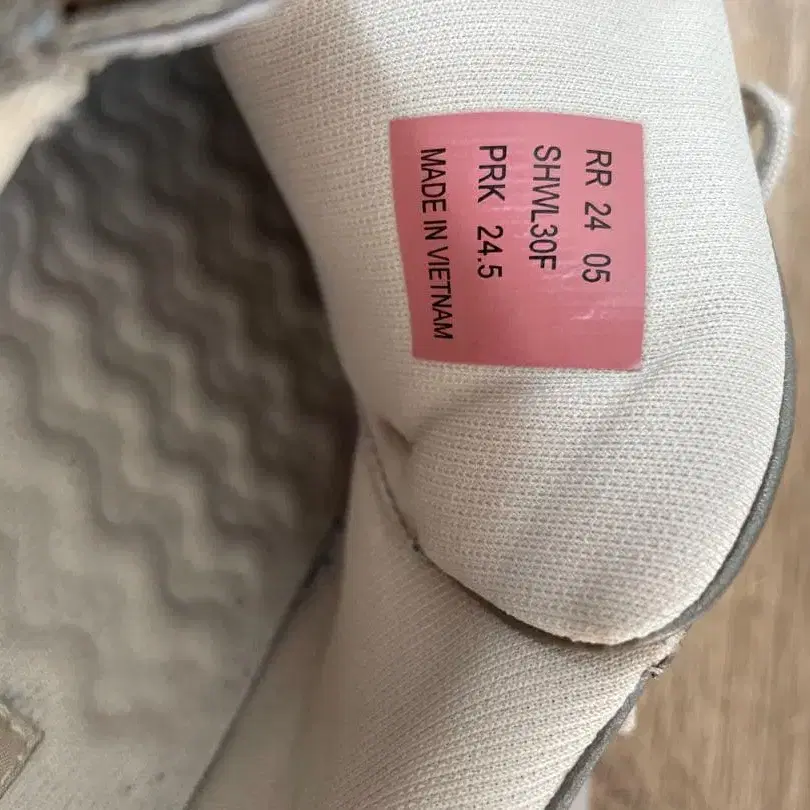 RR 24 05
SHWL30F
PRK 24.5
MADE IN VIETNAM